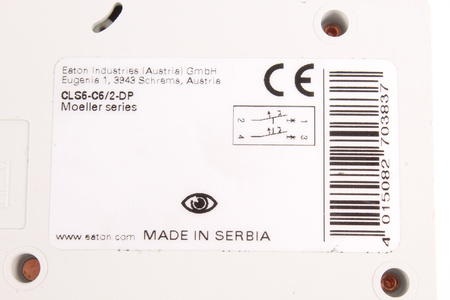 Eaton Industries (Austria) GmbH
Eugenia 1, 3943 Schrems, Austria
CLS6-C6/2-DP
Moeller series
CE
2 1
4 3
4 015082 703837
www.eaton.com MADE IN SERBIA